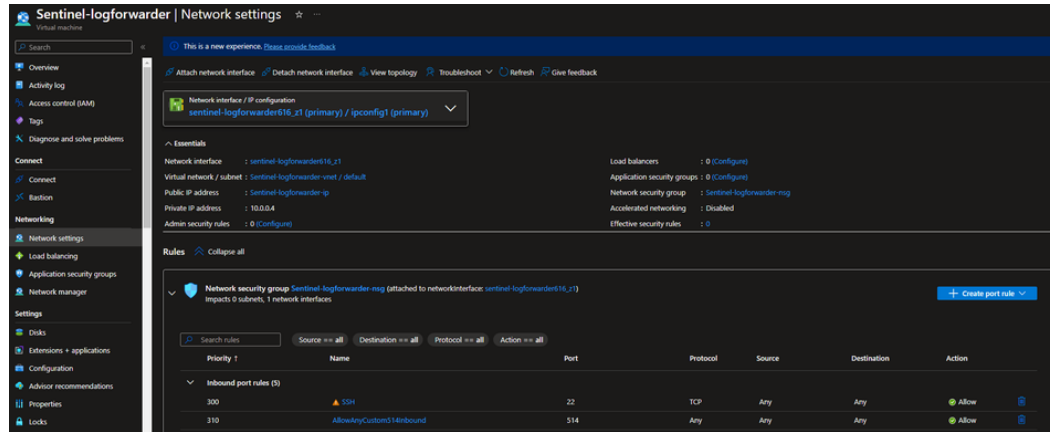 Sentinel-logforwarder | Network settings
Virtual machine
Search
Overview
Activity log
Access control (IAM)
Tags
Diagnose and solve problems
Connect
Connect
Bastion
Networking
Network settings
Load balancing
Application security groups
Network manager
Settings
Disks
Extensions + applications
Configuration
Advisor recommendations
Properties
Locks
This is a new experience. Please provide feedback
Attach network interface Detach network interface View topology Troubleshoot Refresh Give feedback
Network interface / IP configuration
sentinel-logforwarder616_z1 (primary) / ipconfig1 (primary)
Essentials
Network interface : sentinel-logforwarder616_z1
Virtual network / subnet : Sentinel-logforwarder-vnet / default
Public IP address : Sentinel-logforwarder-ip
Private IP address : 10.0.0.4
Admin security rules : 0 (Configure)
Load balancers : 0 (Configure)
Application security groups : 0 (Configure)
Network security group : Sentinel-logforwarder-nsg
Accelerated networking : Disabled
Effective security rules : 0
Rules Collapse all
Network security group Sentinel-logforwarder-nsg (attached to networkInterface: sentinel-logforwarder616_z1)
Impacts 0 subnets, 1 network interfaces
+ Create port rule
Search rules Source == all Destination == all Protocol == all Action == all
Priority ↑ Name Port Protocol Source Destination Action
Inbound port rules (5)
300 SSH 22 TCP Any Any Allow
310 AllowAnyCustom514Inbound 514 Any Any Any Allow